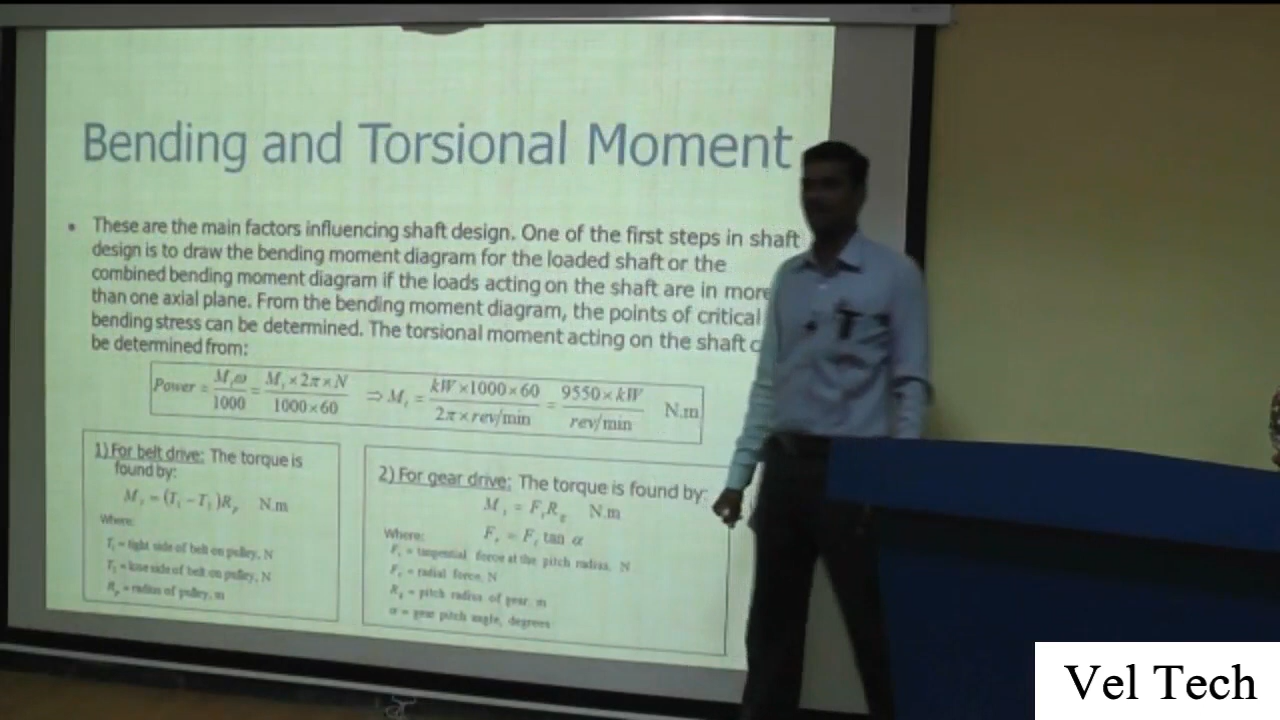 Bending and Torsional Moment
• These are the main factors influencing shaft design. One of the first steps in shaft
design is to draw the bending moment diagram for the loaded shaft or the
combined bending moment diagram if the loads acting on the shaft are in more
than one axial plane. From the bending moment diagram, the points of critical
bending stress can be determined. The torsional moment acting on the shaft c
be determined from:
Power = M_tω/1000 = M_t × 2π × N/1000 × 60 ⇒ M_t = kW × 1000 × 60/2π × rev/min = 9550 × kW/rev/min N.m
1) For belt drive: The torque is
found by:
M_t = (T_1 − T_2)R_p N.m
Where:
T_1 = tight side of belt on pulley, N
T_2 = lose side of belt on pulley, N
R_p = radius of pulley, m
2) For gear drive: The torque is found by:
M_t = F_t R_g N.m
F_r = F_t tan α
Where:
F_t = tangential force at the pitch radius, N
F_r = radial force, N
R_g = pitch radius of gear, m
α = gear pitch angle, degrees
Vel Tech